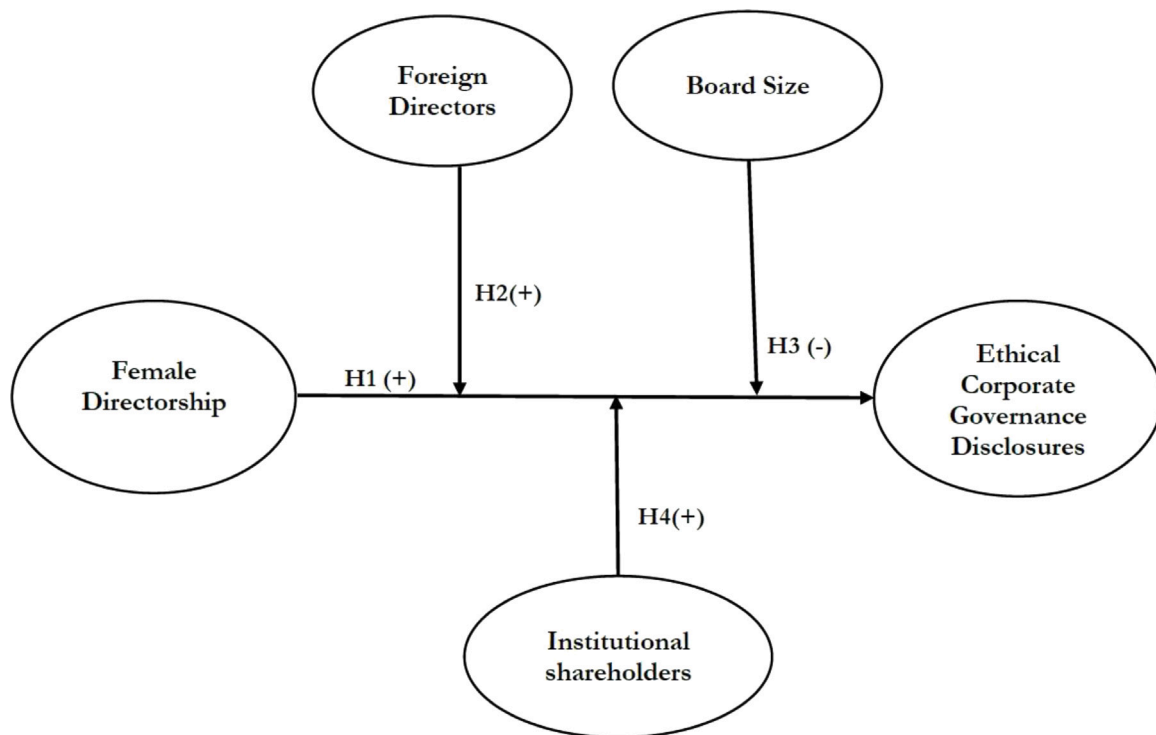 Foreign
Directors
Board Size
H2(+)
H3 (-)
Female
Directorship
H1 (+)
Ethical
Corporate
Governance
Disclosures
H4(+)
Institutional
shareholders